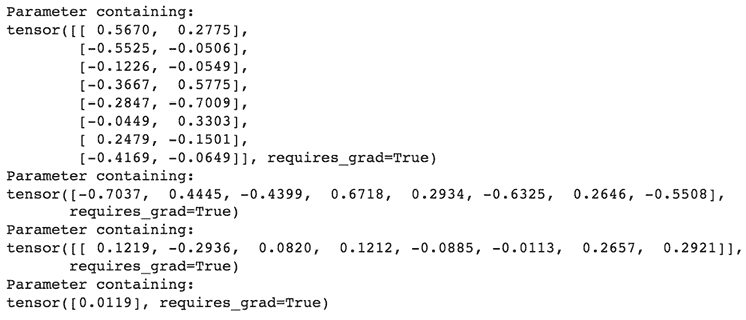 Parameter containing:
tensor([[ 0.5670,  0.2775],
        [-0.5525, -0.0506],
        [-0.1226, -0.0549],
        [-0.3667,  0.5775],
        [-0.2847, -0.7009],
        [-0.0449,  0.3303],
        [ 0.2479, -0.1501],
        [-0.4169, -0.0649]], requires_grad=True)
Parameter containing:
tensor([-0.7037,  0.4445, -0.4399,  0.6718,  0.2934, -0.6325,  0.2646, -0.5508],
       requires_grad=True)
Parameter containing:
tensor([[ 0.1219, -0.2936,  0.0820,  0.1212, -0.0885, -0.0113,  0.2657,  0.2921]],
       requires_grad=True)
Parameter containing:
tensor([0.0119], requires_grad=True)